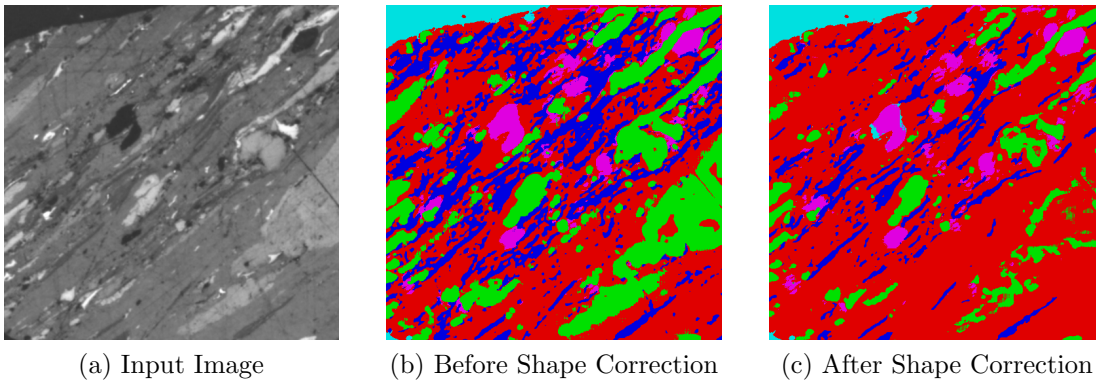 (a) Input Image
(b) Before Shape Correction
(c) After Shape Correction